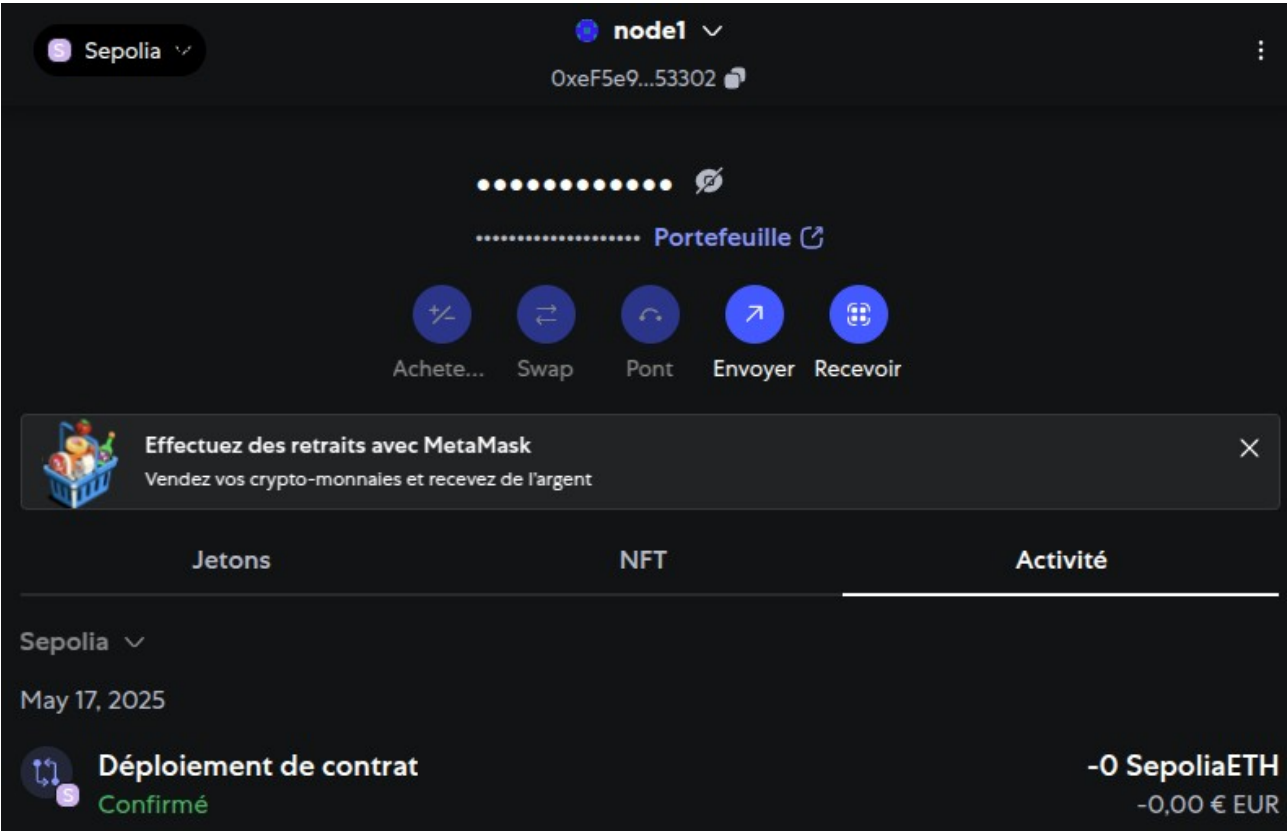 Sepolia
node1
0xeF5e9...53302
Portefeuille
Achete... Swap Pont Envoyer Recevoir
Effectuez des retraits avec MetaMask
Vendez vos crypto-monnaies et recevez de l'argent
Jetons NFT Activité
Sepolia
May 17, 2025
Déploiement de contrat -0 SepoliaETH
Confirmé -0,00 € EUR